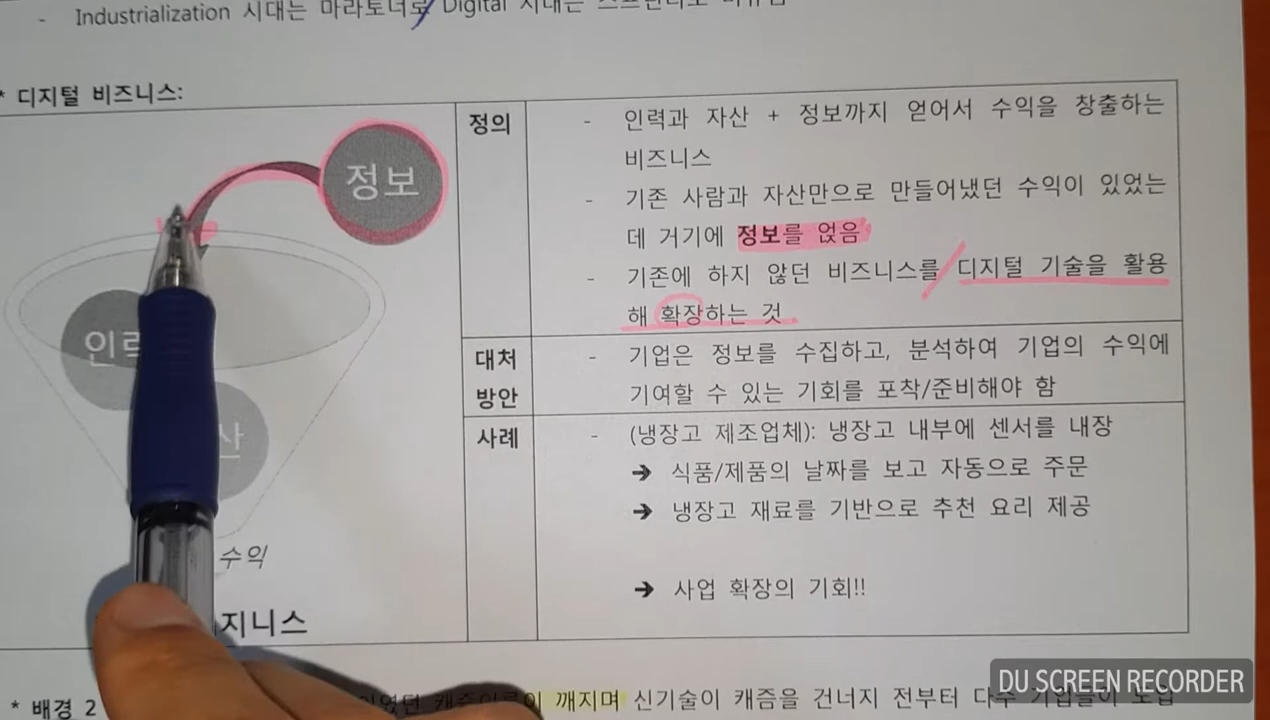 - Industrialization 시대는 마라토너로 Digital 시대는
* 디지털 비즈니스:
정보
수익
지니스
정의
- 인력과 자산 + 정보까지 얻어서 수익을 창출하는
비즈니스
- 기존 사람과 자산만으로 만들어냈던 수익이 있었는
데 거기에 정보를 얹음
- 기존에 하지 않던 비즈니스를 디지털 기술을 활용
해 확장하는 것
대처
방안
- 기업은 정보를 수집하고, 분석하여 기업의 수익에
기여할 수 있는 기회를 포착/준비해야 함
사례
- (냉장고 제조업체): 냉장고 내부에 센서를 내장
→ 식품/제품의 날짜를 보고 자동으로 주문
→ 냉장고 재료를 기반으로 추천 요리 제공
→ 사업 확장의 기회!!
* 배경 2 깨지며 신기술이 캐즘을 건너지 전부터 다수 기업들이 도입
DU SCREEN RECORDER